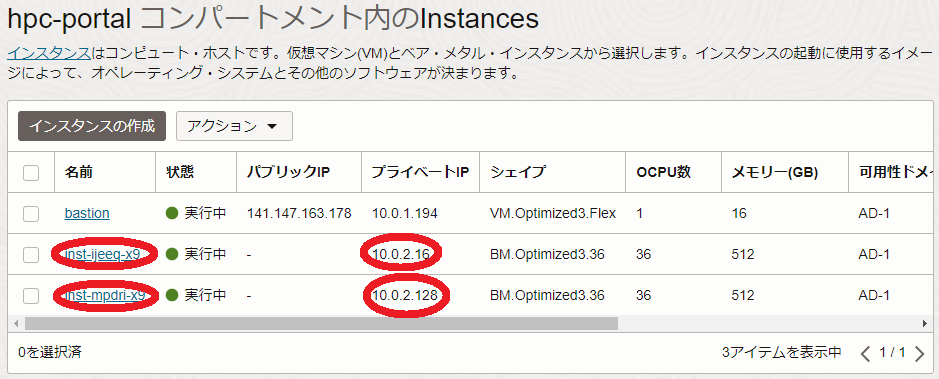 hpc-portal コンパートメント内のInstances
インスタンスはコンピュート・ホストです。仮想マシン(VM)とベア・メタル・インスタンスから選択します。インスタンスの起動に使用するイメー
ジによって、オペレーティング・システムとその他のソフトウェアが決まります。
インスタンスの作成 アクション
名前 状態 パブリックIP プライベートIP シェイプ OCPU数 メモリー(GB) 可用性ドメイ
bastion 実行中 141.147.163.178 10.0.1.194 VM.Optimized3.Flex 1 16 AD-1
inst-ijeeq-x9 実行中 - 10.0.2.16 BM.Optimized3.36 36 512 AD-1
inst-mpdri-x9 実行中 - 10.0.2.128 BM.Optimized3.36 36 512 AD-1
0を選択済 3アイテムを表示中 1 / 1